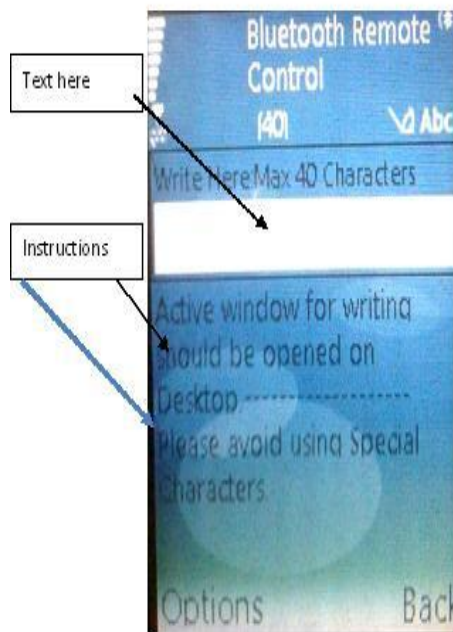 Text here
Instructions
Bluetooth Remote
Control
|40|
Abc
Write Here:Max 40 Characters
Active window for writing
should be opened on
Desktop ----------------
Please avoid using Special
Characters.
Options
Back